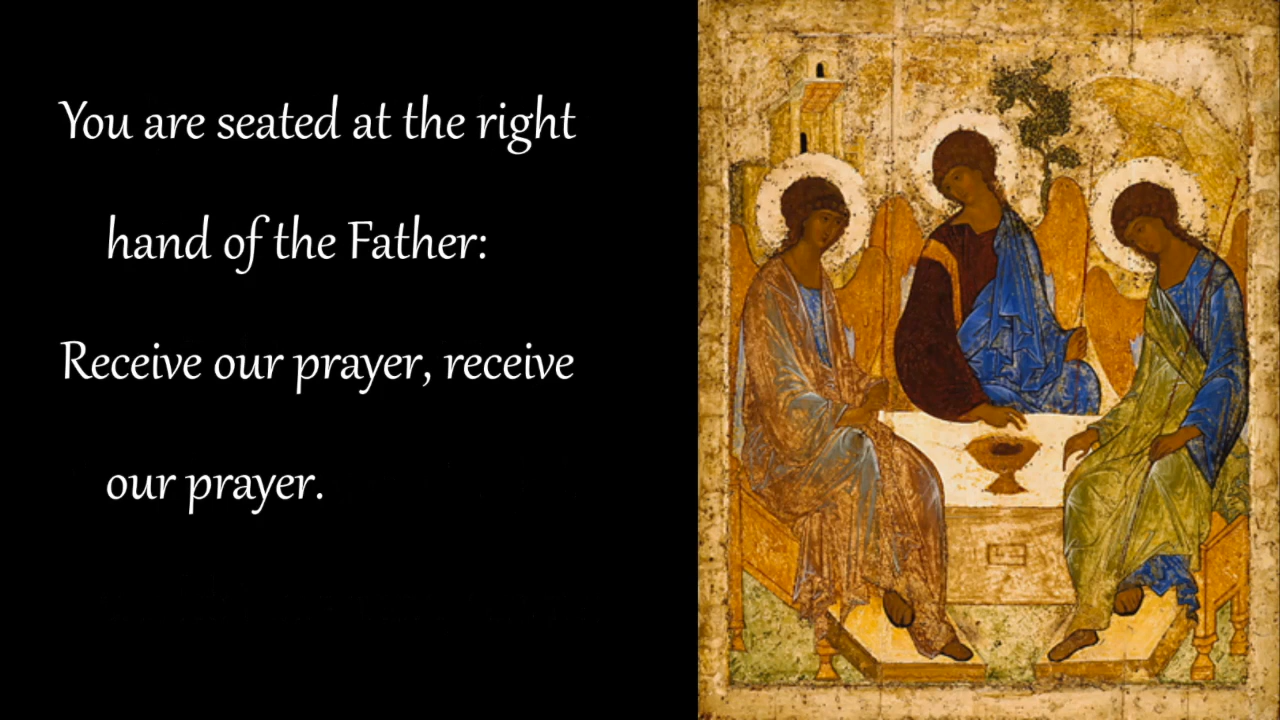 You are seated at the right
hand of the Father:
Receive our prayer, receive
our prayer.